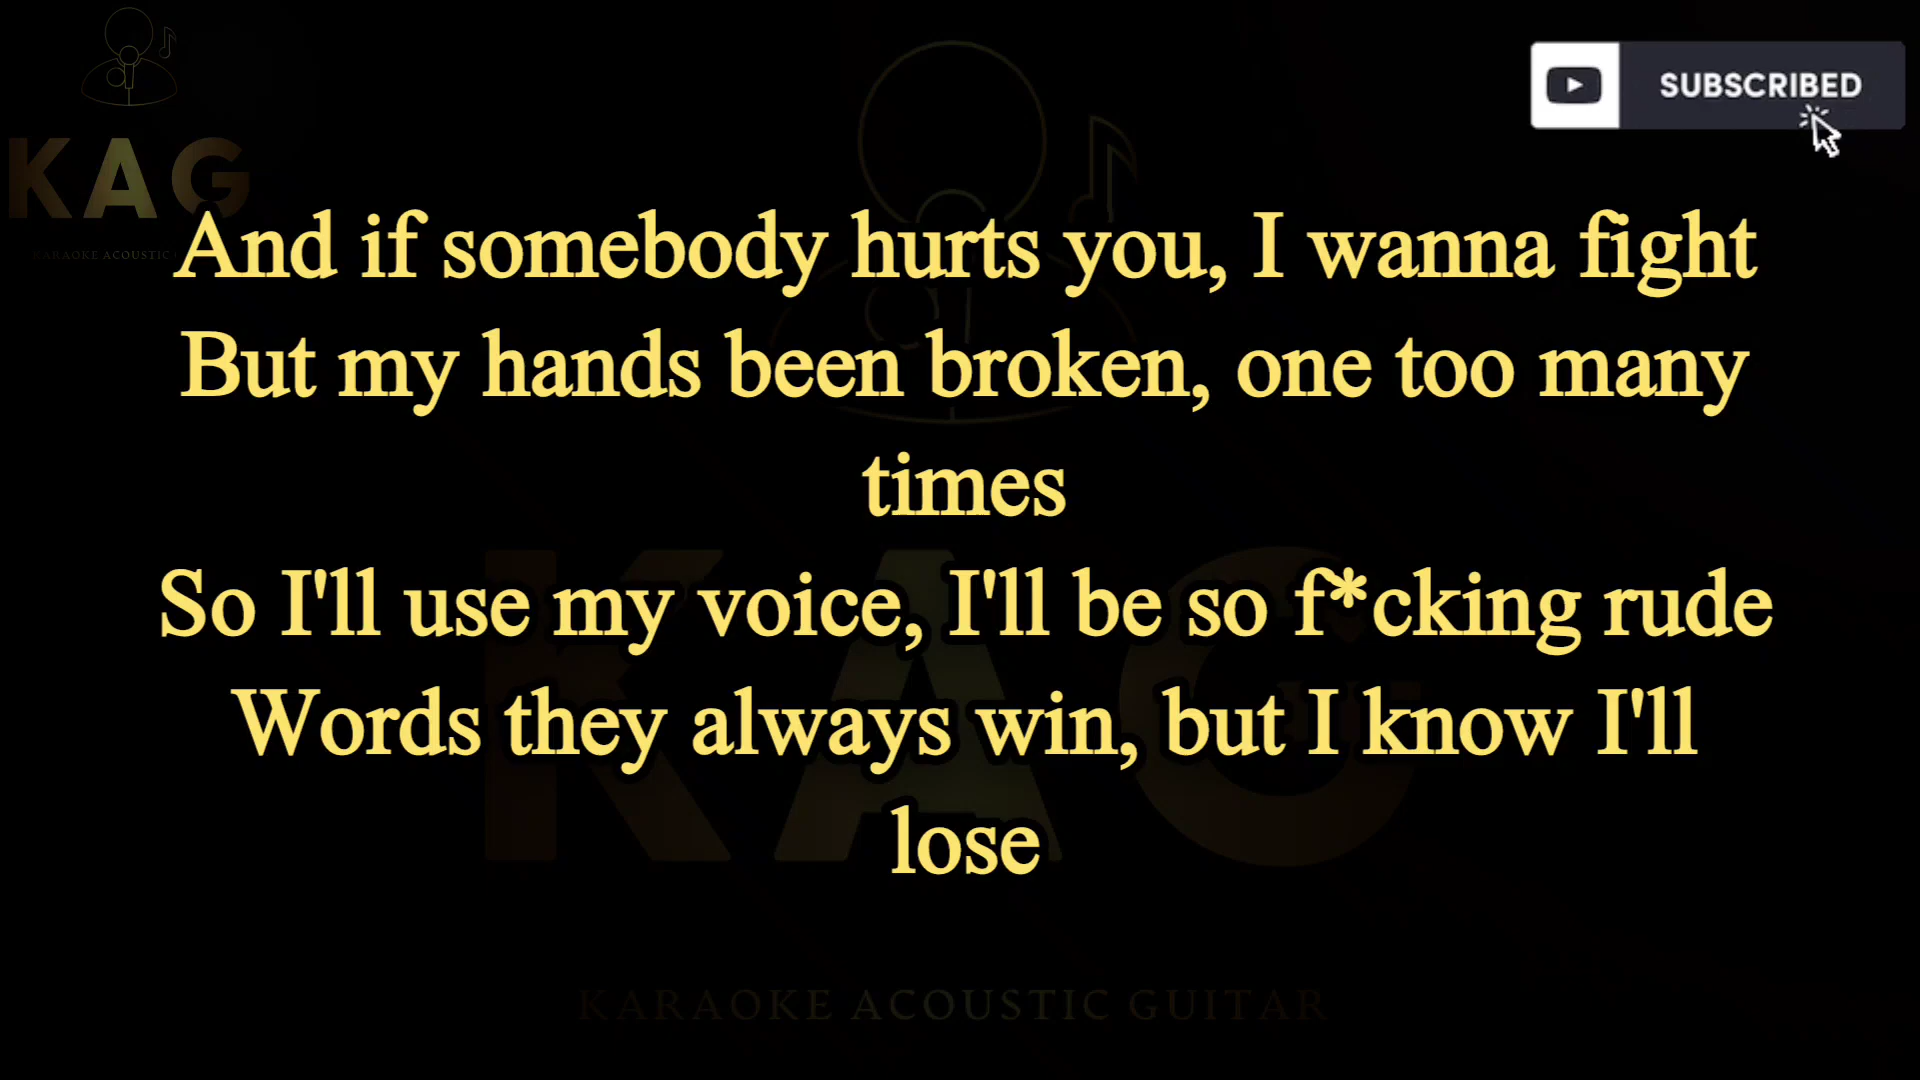 KAG
KARAOKE ACOUSTIC
SUBSCRIBED
And if somebody hurts you, I wanna fight
But my hands been broken, one too many
times
So I'll use my voice, I'll be so f*cking rude
Words they always win, but I know I'll
lose
KAG
KARAOKE ACOUSTIC GUITAR